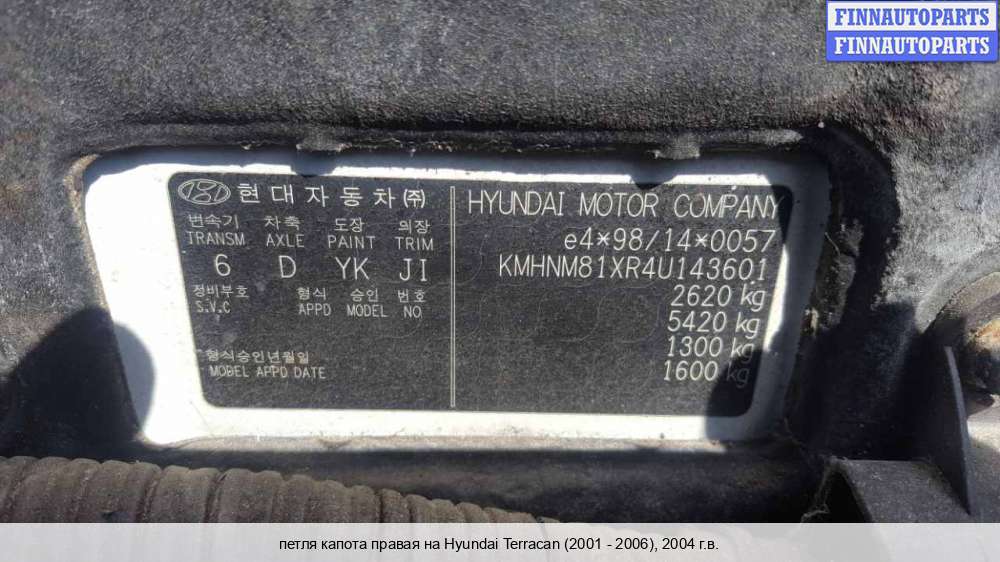 FINNAUTOPARTS
FINNAUTOPARTS
현대자동차㈜
변속기 차축 도장 의장
TRANSM AXLE PAINT TRIM
6 D YK JI
정비부호 형식 승인 번호
S.V.C APPD MODEL NO
형식승인년월일
MODEL APPD DATE
HYUNDAI MOTOR COMPANY
e4*98/14*0057
KMHNM81XR4U143601
2620 kg
5420 kg
1300 kg
1600 kg
петля капота правая на Hyundai Terracan (2001 - 2006), 2004 г.в.